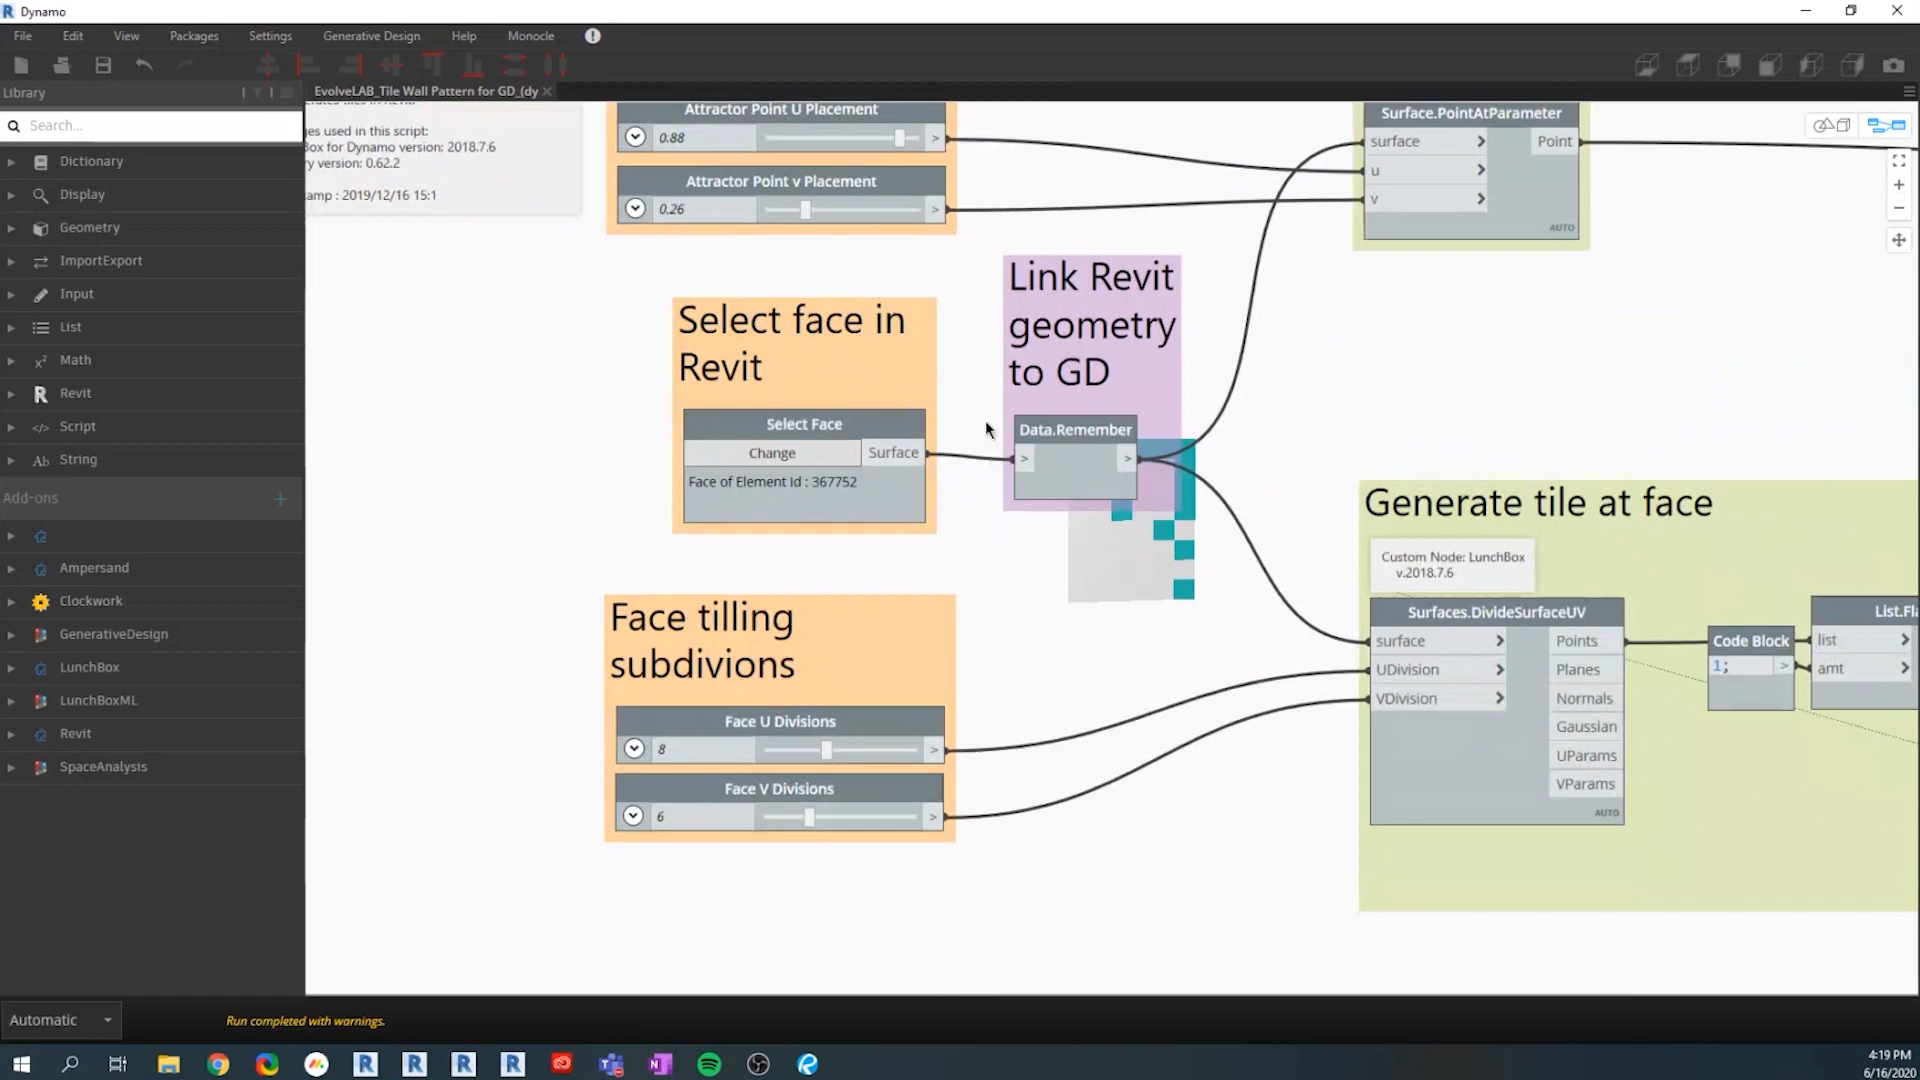 Dynamo
File Edit View Packages Settings Generative Design Help Monocle
Library
EvolveLAB_Tile Wall Pattern for GD_(dy
Search...
Dictionary
Display
Geometry
ImportExport
Input
List
Math
Revit
Script
String
Add-ons
Ampersand
Clockwork
GenerativeDesign
LunchBox
LunchBoxML
Revit
SpaceAnalysis
ges used in this script:
Box for Dynamo version: 2018.7.6
ry version: 0.62.2
tamp : 2019/12/16 15:1
Attractor Point U Placement
0.88 >
Attractor Point v Placement
0.26 >
Surface.PointAtParameter
surface > Point
u >
v >
AUTO
Select face in
Revit
Select Face
Change Surface
Face of Element Id : 367752
Link Revit
geometry
to GD
Data.Remember
> >
Face tilling
subdivions
Face U Divisions
8 >
Face V Divisions
6 >
Generate tile at face
Custom Node: LunchBox
v.2018.7.6
Surfaces.DivideSurfaceUV
surface > Points
UDivision > Planes
VDivision > Normals
Gaussian
UParams
VParams
AUTO
Code Block
1; >
List.Fla
list >
amt >
Automatic
Run completed with warnings.
4:19 PM
6/16/2020